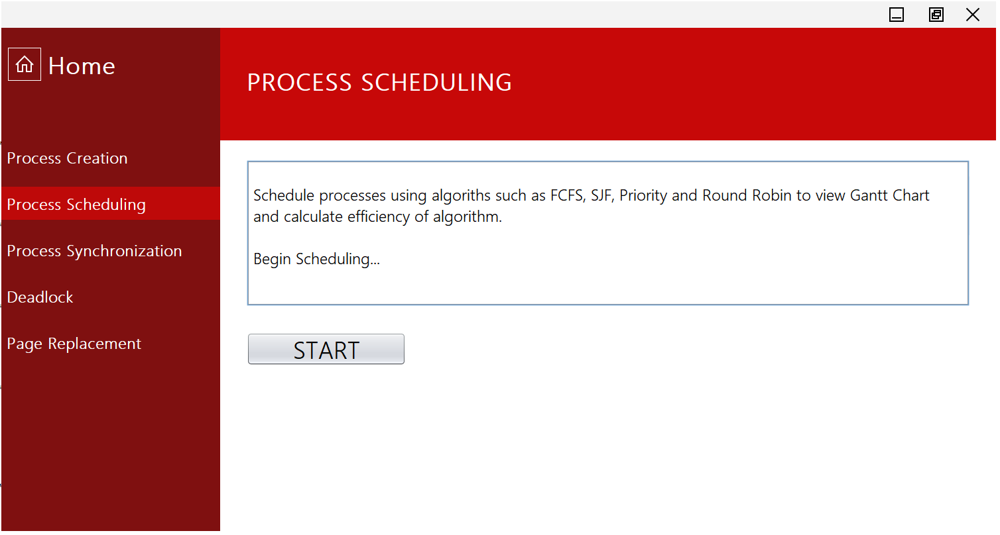 Home
PROCESS SCHEDULING
Process Creation
Process Scheduling
Process Synchronization
Deadlock
Page Replacement
Schedule processes using algoriths such as FCFS, SJF, Priority and Round Robin to view Gantt Chart
and calculate efficiency of algorithm.
Begin Scheduling...
START